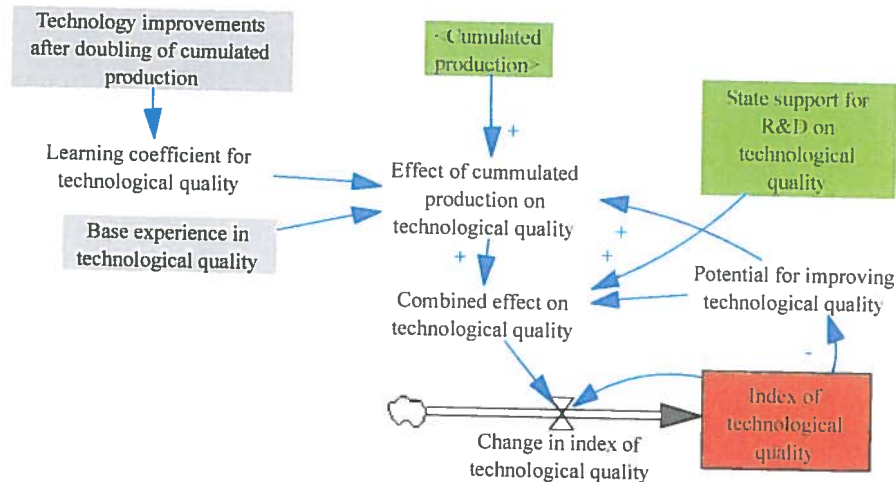 Technology improvements
after doubling of cumulated
production
<Cumulated
production>
State support for
R&D on
technological
quality
+
Learning coefficient for
technological quality
Effect of cummulated
production on
technological quality
Base experience in
technological quality
+
+
+
Potential for improving
technological quality
Combined effect on
technological quality
-
Index of
technological
quality
Change in index of
technological quality